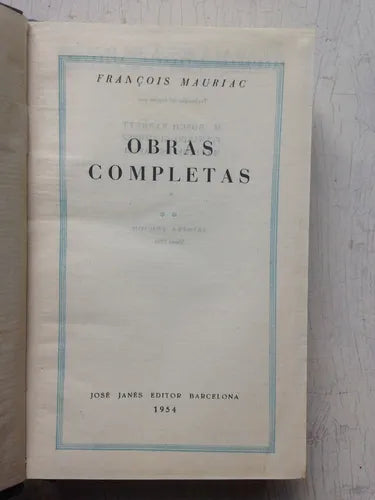 FRANÇOIS MAURIAC
OBRAS
COMPLETAS
*
* *
JOSÉ JANÉS EDITOR BARCELONA
1954